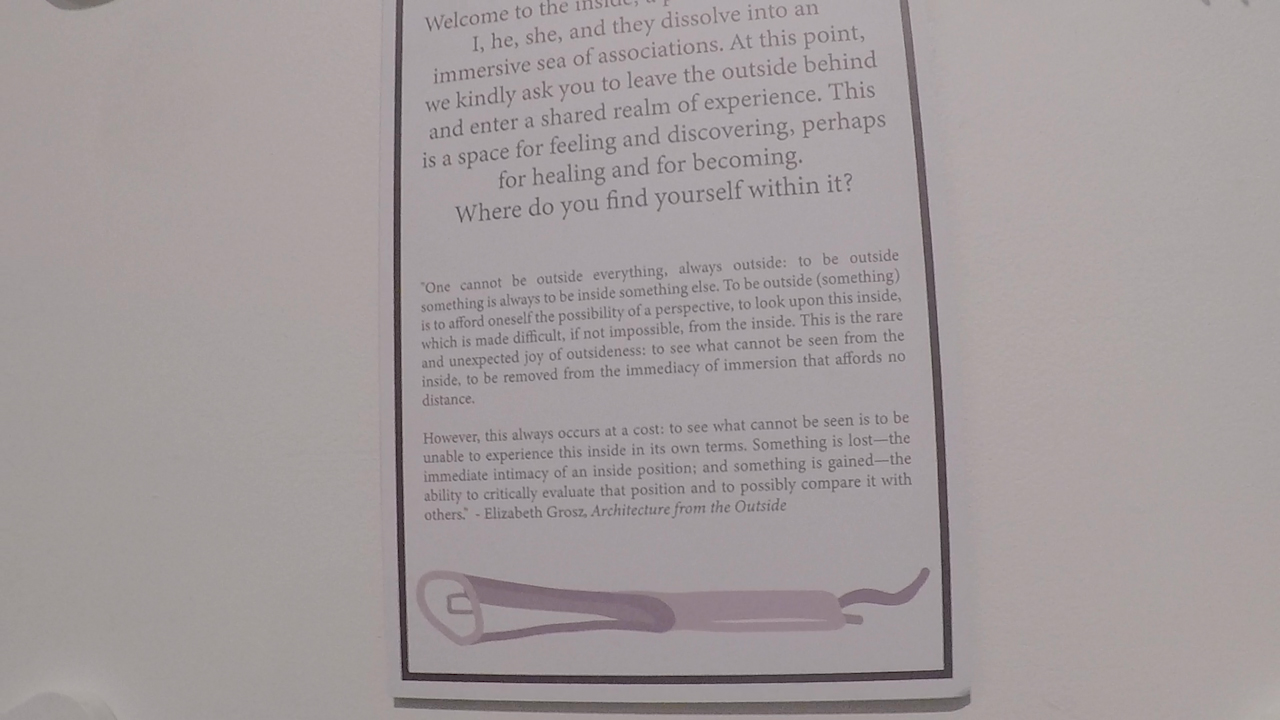 Welcome to the inside, a
I, he, she, and they dissolve into an
immersive sea of associations. At this point,
we kindly ask you to leave the outside behind
and enter a shared realm of experience. This
is a space for feeling and discovering, perhaps
for healing and for becoming.
Where do you find yourself within it?
"One cannot be outside everything, always outside: to be outside
something is always to be inside something else. To be outside (something)
is to afford oneself the possibility of a perspective, to look upon this inside,
which is made difficult, if not impossible, from the inside. This is the rare
and unexpected joy of outsideness: to see what cannot be seen from the
inside, to be removed from the immediacy of immersion that affords no
distance.
However, this always occurs at a cost: to see what cannot be seen is to be
unable to experience this inside in its own terms. Something is lost—the
immediate intimacy of an inside position; and something is gained—the
ability to critically evaluate that position and to possibly compare it with
others." - Elizabeth Grosz, Architecture from the Outside